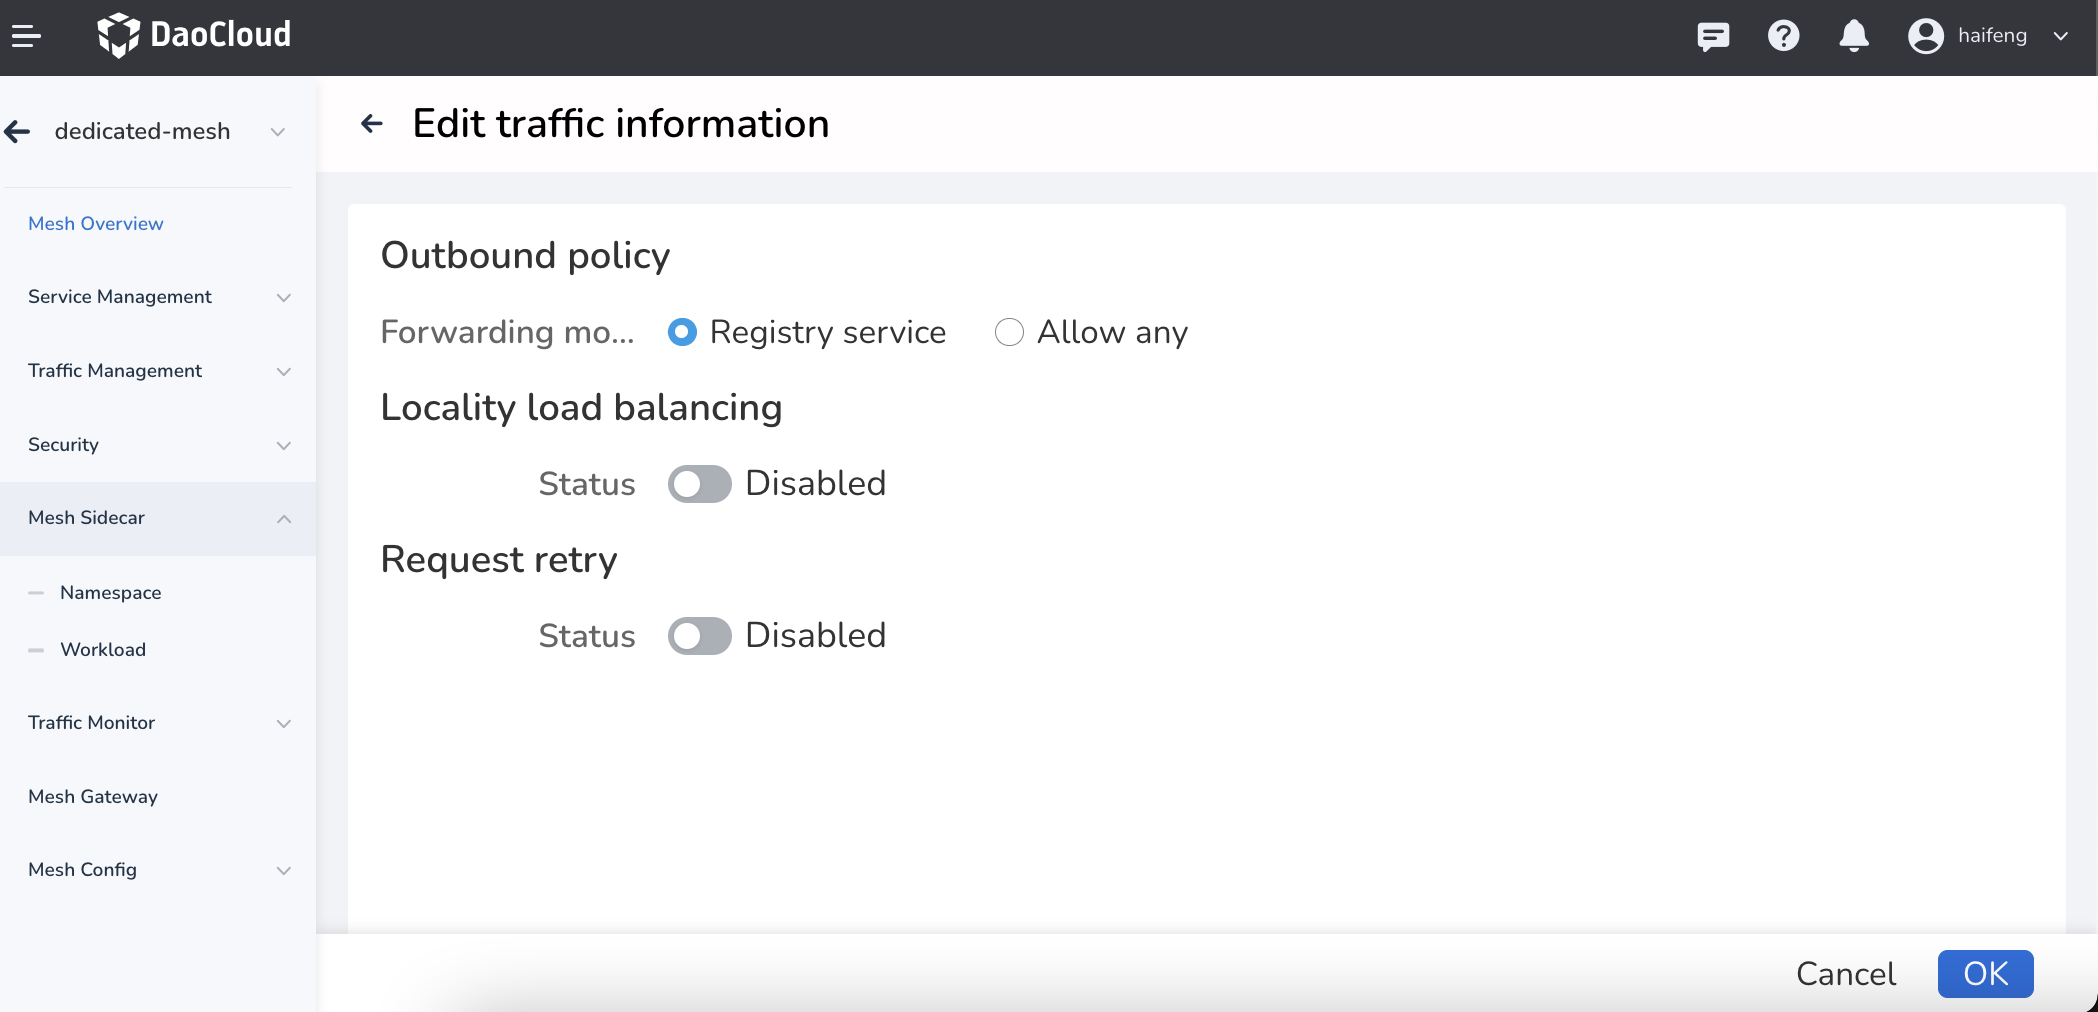 DaoCloud
haifeng
dedicated-mesh
Mesh Overview
Service Management
Traffic Management
Security
Mesh Sidecar
Namespace
Workload
Traffic Monitor
Mesh Gateway
Mesh Config
Edit traffic information
Outbound policy
Forwarding mo... Registry service Allow any
Locality load balancing
Status Disabled
Request retry
Status Disabled
Cancel OK